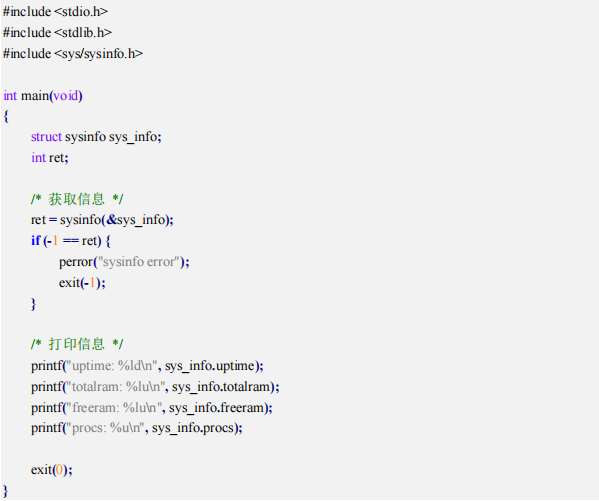 #include <stdio.h>
#include <stdlib.h>
#include <sys/sysinfo.h>
int main(void)
{
struct sysinfo sys_info;
int ret;
/* 获取信息 */
ret = sysinfo(&sys_info);
if (-1 == ret) {
perror("sysinfo error");
exit(-1);
}
/* 打印信息 */
printf("uptime: %ld\n", sys_info.uptime);
printf("totalram: %lu\n", sys_info.totalram);
printf("freeram: %lu\n", sys_info.freeram);
printf("procs: %u\n", sys_info.procs);
exit(0);
}